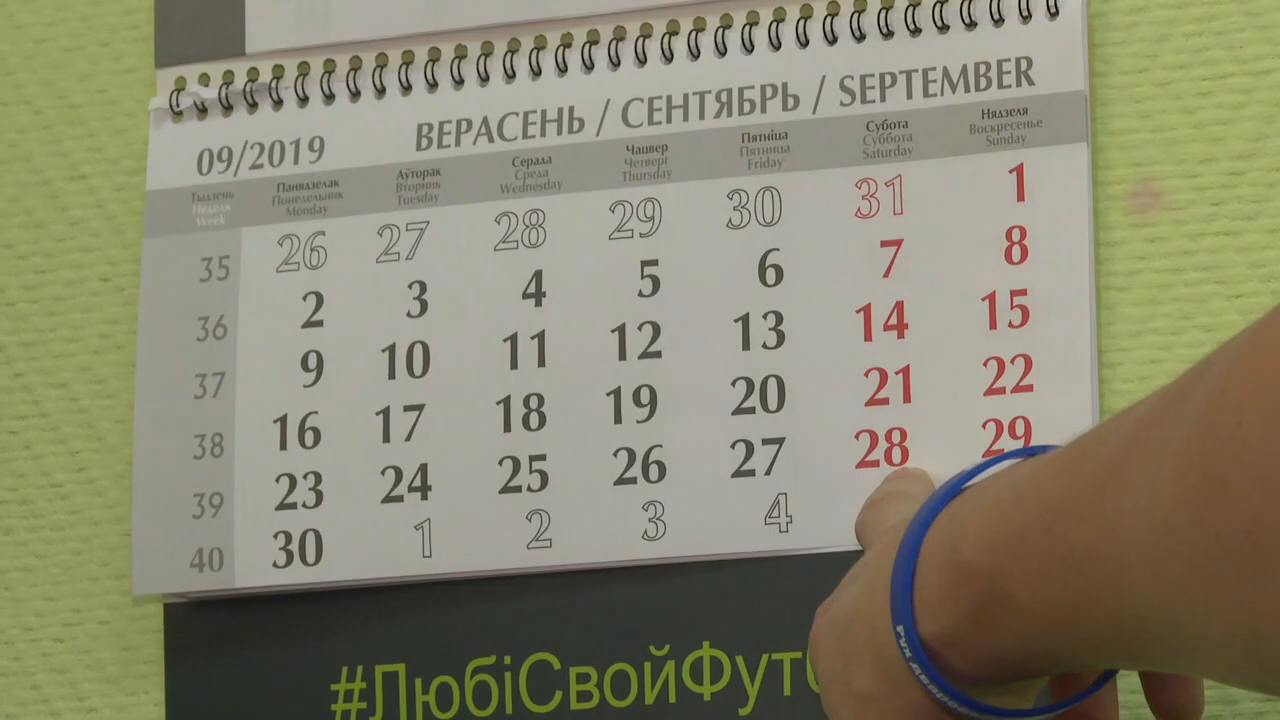 09/2019
ВЕРАСЕНЬ / СЕНТЯБРЬ / SEPTEMBER
Тыдзень
Неделя
Week
Панядзелак
Понедельник
Monday
Аўторак
Вторник
Tuesday
Серада
Среда
Wednesday
Чацвер
Четверг
Thursday
Пятніца
Пятница
Friday
Субота
Суббота
Saturday
Нядзеля
Воскресенье
Sunday
35 26 27 28 29 30 31 1
36 2 3 4 5 6 7 8
37 9 10 11 12 13 14 15
38 16 17 18 19 20 21 22
39 23 24 25 26 27 28 29
40 30 1 2 3 4
#ЛюбіСвойФут